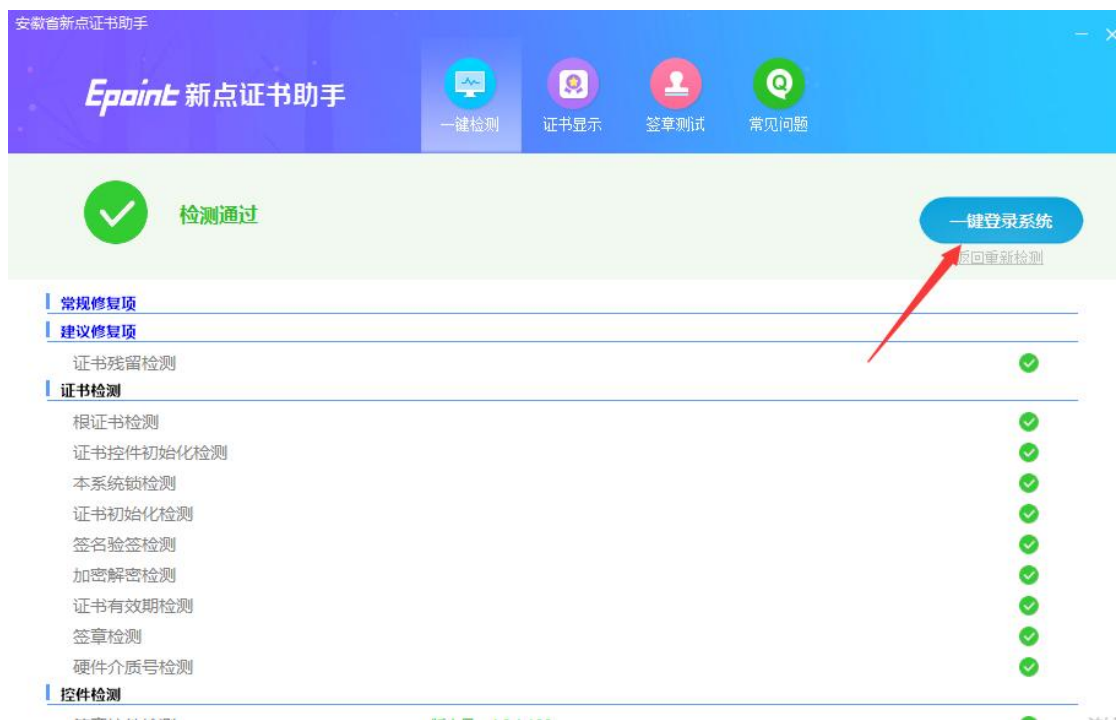 安徽省新点证书助手
Epoint 新点证书助手
一健检测 证书显示 签章测试 常见问题
检测通过
一键登录系统
返回重新检测
常规修复项
建议修复项
证书残留检测
证书检测
根证书检测
证书控件初始化检测
本系统锁检测
证书初始化检测
签名验签检测
加密解密检测
证书有效期检测
签章检测
硬件介质号检测
控件检测